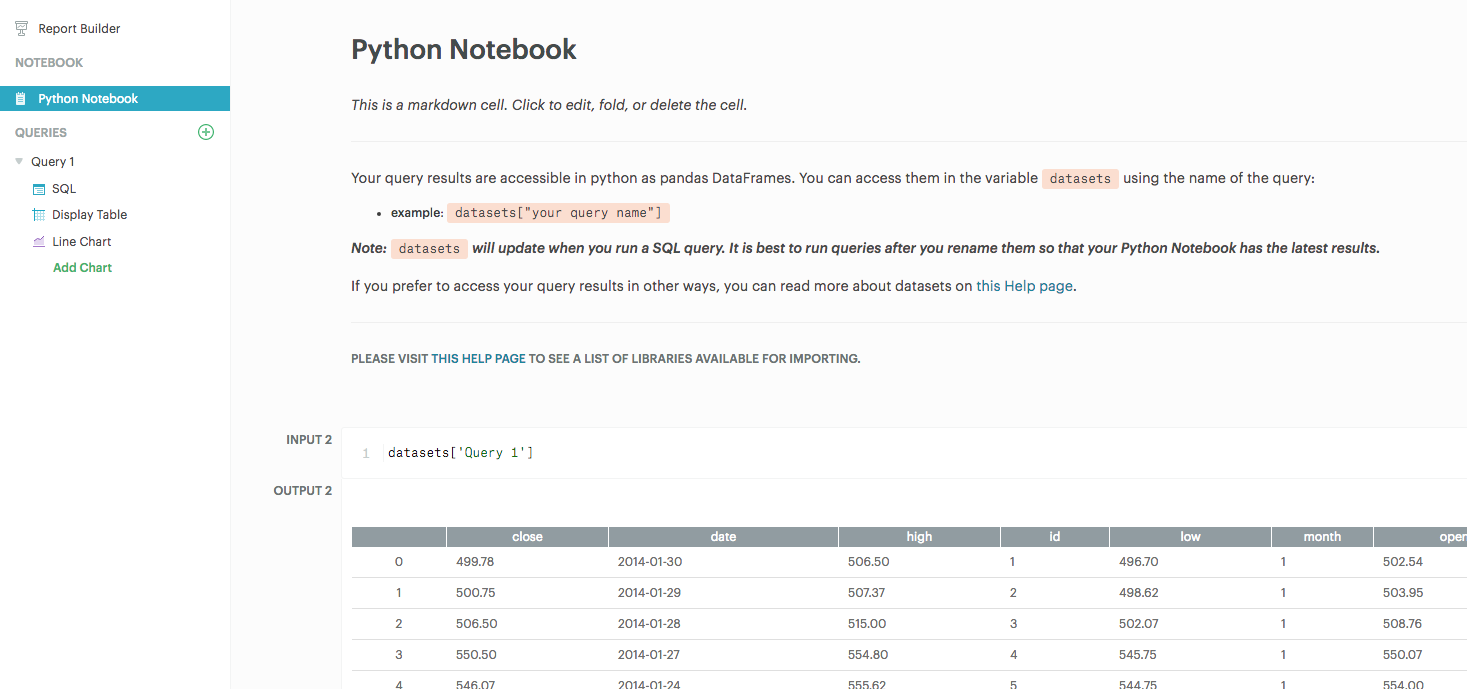 Report Builder
NOTEBOOK
Python Notebook
QUERIES
Query 1
SQL
Display Table
Line Chart
Add Chart
Python Notebook
This is a markdown cell. Click to edit, fold, or delete the cell.
Your query results are accessible in python as pandas DataFrames. You can access them in the variable datasets using the name of the query:
• example: datasets["your query name"]
Note: datasets will update when you run a SQL query. It is best to run queries after you rename them so that your Python Notebook has the latest results.
If you prefer to access your query results in other ways, you can read more about datasets on this Help page.
PLEASE VISIT THIS HELP PAGE TO SEE A LIST OF LIBRARIES AVAILABLE FOR IMPORTING.
INPUT 2
1 datasets['Query 1']
OUTPUT 2
close date high id low month open
0 499.78 2014-01-30 506.50 1 496.70 1 502.54
1 500.75 2014-01-29 507.37 2 498.62 1 503.95
2 506.50 2014-01-28 515.00 3 502.07 1 508.76
3 550.50 2014-01-27 554.80 4 545.75 1 550.07
4 546.07 2014-01-24 555.62 5 544.75 1 554.00